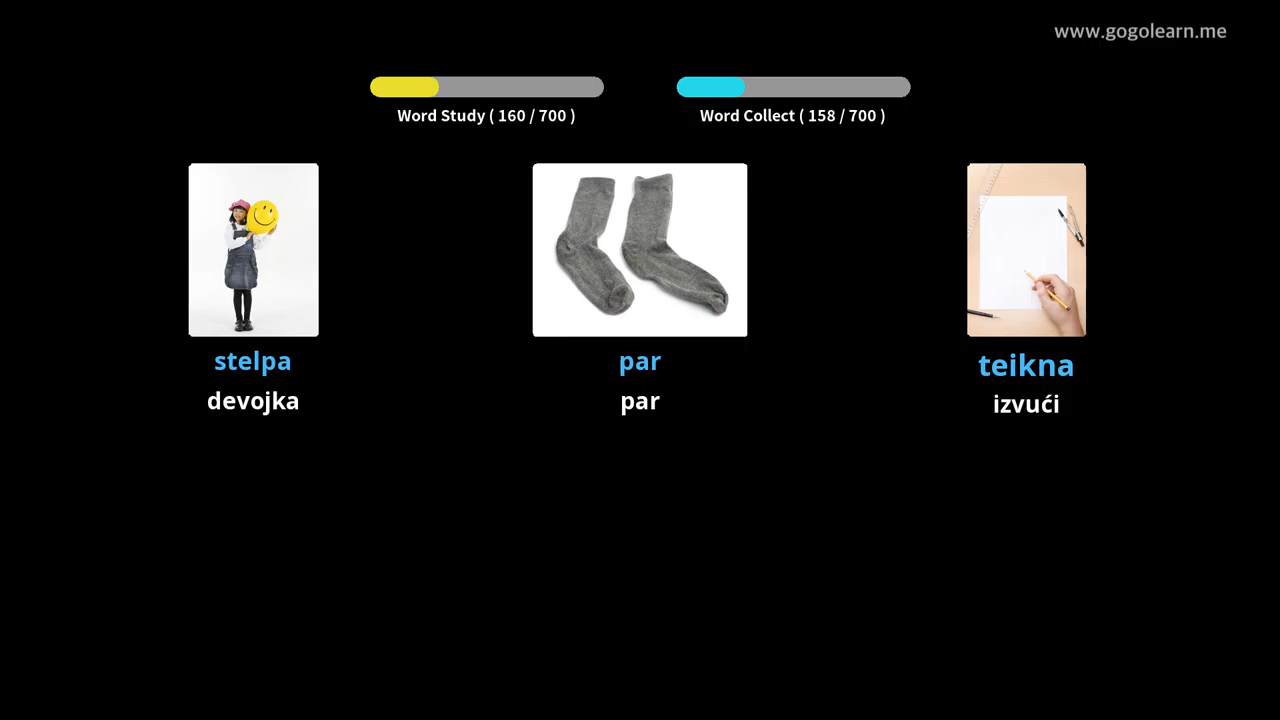 www.gogolearn.me
Word Study ( 160 / 700 )
Word Collect ( 158 / 700 )
stelpa
devojka
par
par
teikna
izvući